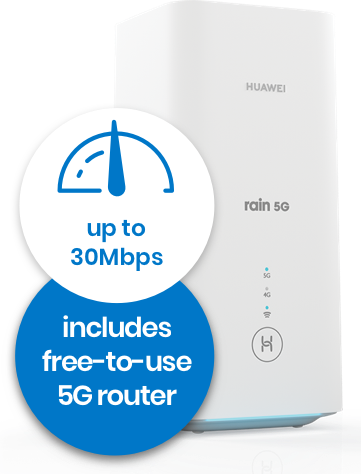 HUAWEI
rain 5G
5G
4G
up to
30Mbps
includes
free-to-use
5G router